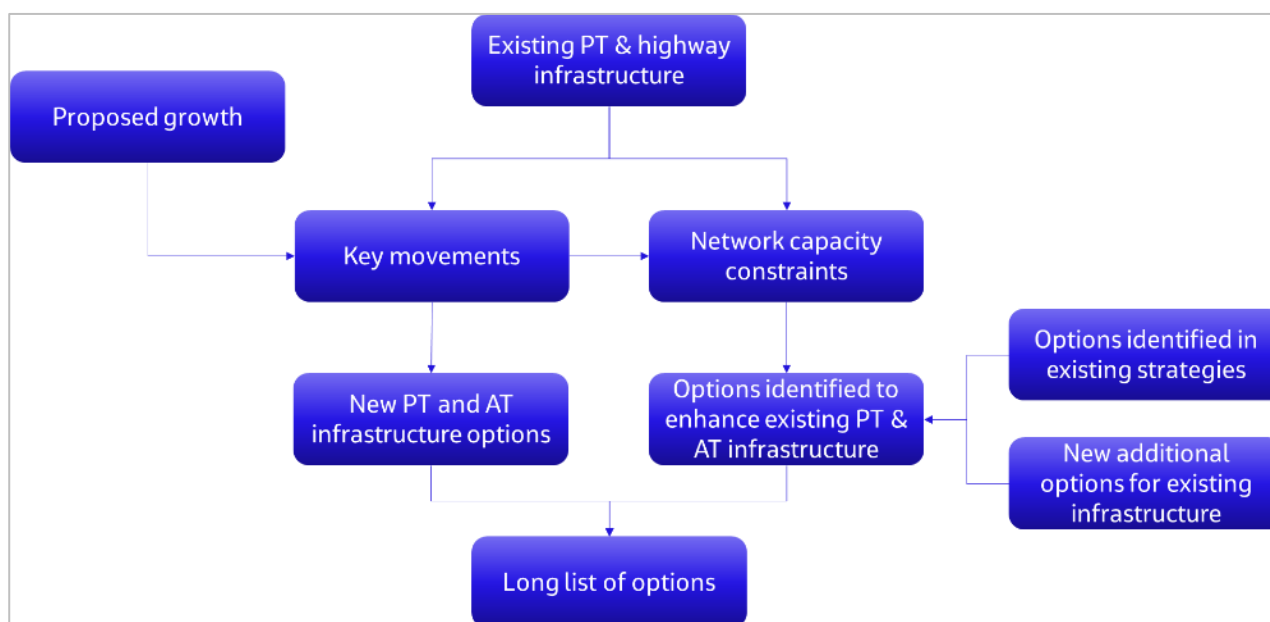 Existing PT & highway
infrastructure
Proposed growth
Key movements
Network capacity
constraints
Options identified in
existing strategies
New PT and AT
infrastructure options
Options identified to
enhance existing PT &
AT infrastructure
New additional
options for existing
infrastructure
Long list of options